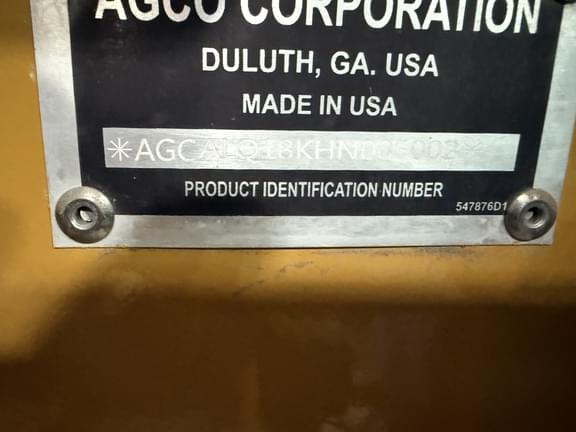 AGCO CORPORATION
DULUTH, GA. USA
MADE IN USA
PRODUCT IDENTIFICATION NUMBER
547876D1